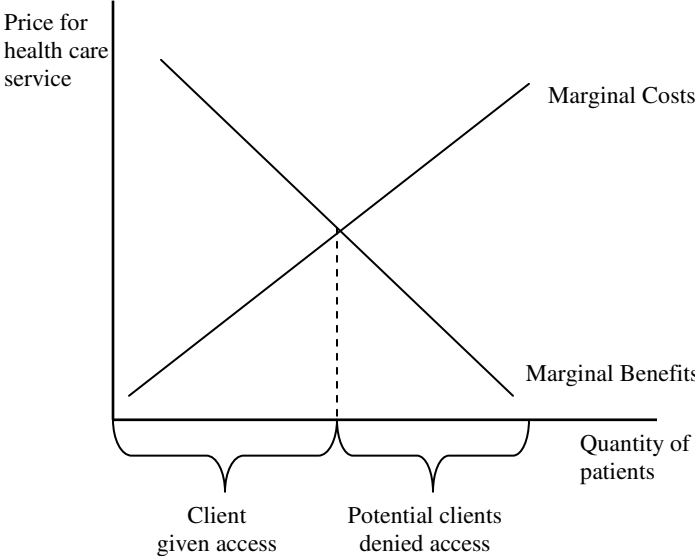 Price for
health care
service
Marginal Costs
Marginal Benefits
Quantity of
patients
Client
given access
Potential clients
denied access